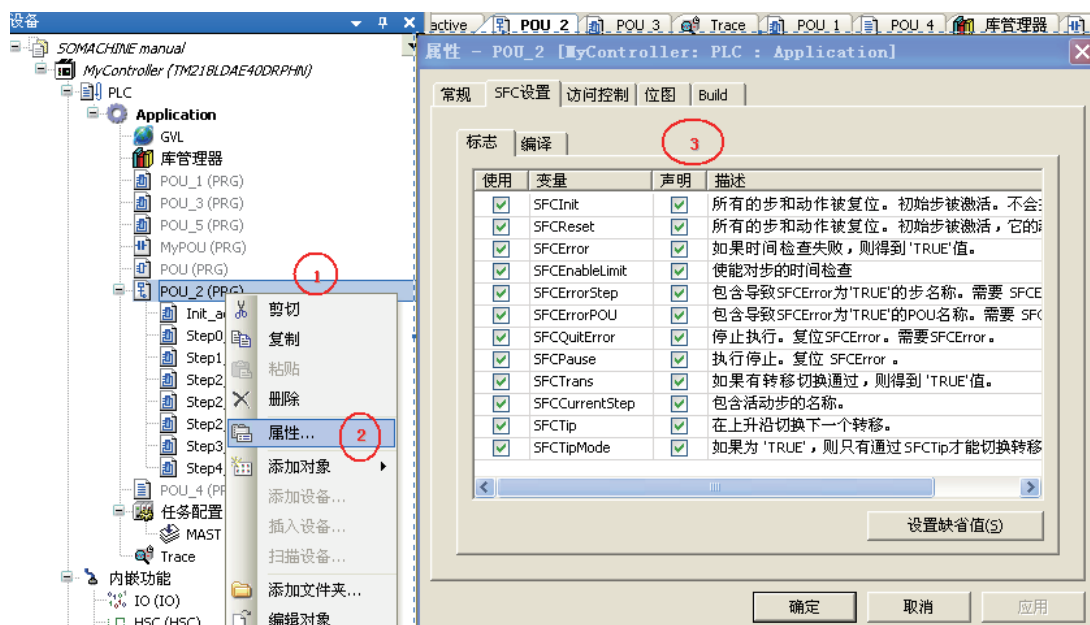 设备
SOMACHINE manual
MyController (TM218LDAE40DRPHN)
PLC
Application
GVL
库管理器
POU_1 (PRG)
POU_3 (PRG)
POU_5 (PRG)
MyPOU (PRG)
POU (PRG)
POU_2 (PRG)
Init_a
Step0_
Step1_
Step2_
Step2_
Step2_
Step3_
Step4_
POU_4 (PF
任务配置
MAST
Trace
内嵌功能
IO (IO)
HSC (HSC)
1
剪切
复制
粘贴
删除
属性...
2
添加对象
添加设备...
插入设备...
扫描设备...
添加文件夹...
编辑对象
active
POU_2
POU_3
Trace
POU_1
POU_4
库管理器
属性 - POU_2 [MyController: PLC : Application]
常规 SFC设置 访问控制 位图 Build
标志 编译
3
使用 变量 声明 描述
SFCInit 所有的步和动作被复位。初始步被激活。不会
SFCReset 所有的步和动作被复位。初始步被激活，它的
SFCError 如果时间检查失败，则得到 'TRUE'值。
SFCEnableLimit 使能对步的时间检查
SFCErrorStep 包含导致SFCError为'TRUE'的步名称。需要 SFCE
SFCErrorPOU 包含导致SFCError为'TRUE'的POU名称。需要 SF
SFCQuitError 停止执行。复位SFCError。需要SFCError。
SFCPause 执行停止。复位 SFCError 。
SFCTrans 如果有转移切换通过，则得到 'TRUE'值。
SFCCurrentStep 包含活动步的名称。
SFCTip 在上升沿切换下一个转移。
SFCTipMode 如果为 'TRUE'，则只有通过SFCTip才能切换转移
设置缺省值(S)
确定 取消 应用